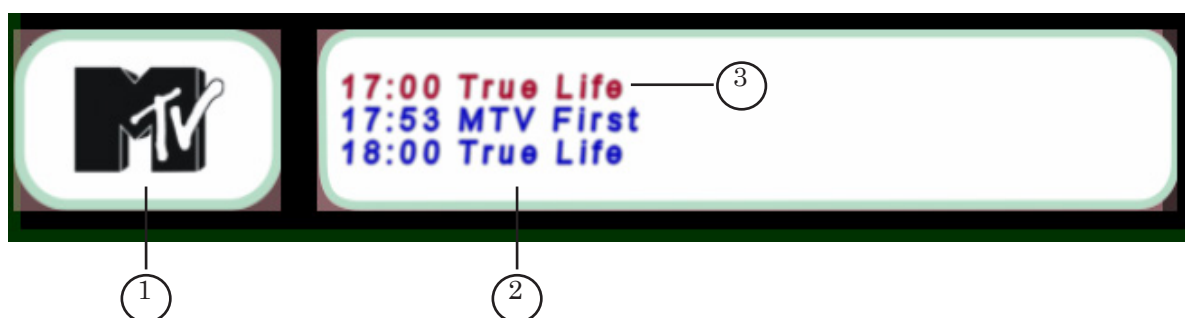 MTV
17:00 True Life
17:53 MTV First
18:00 True Life
3
1
2